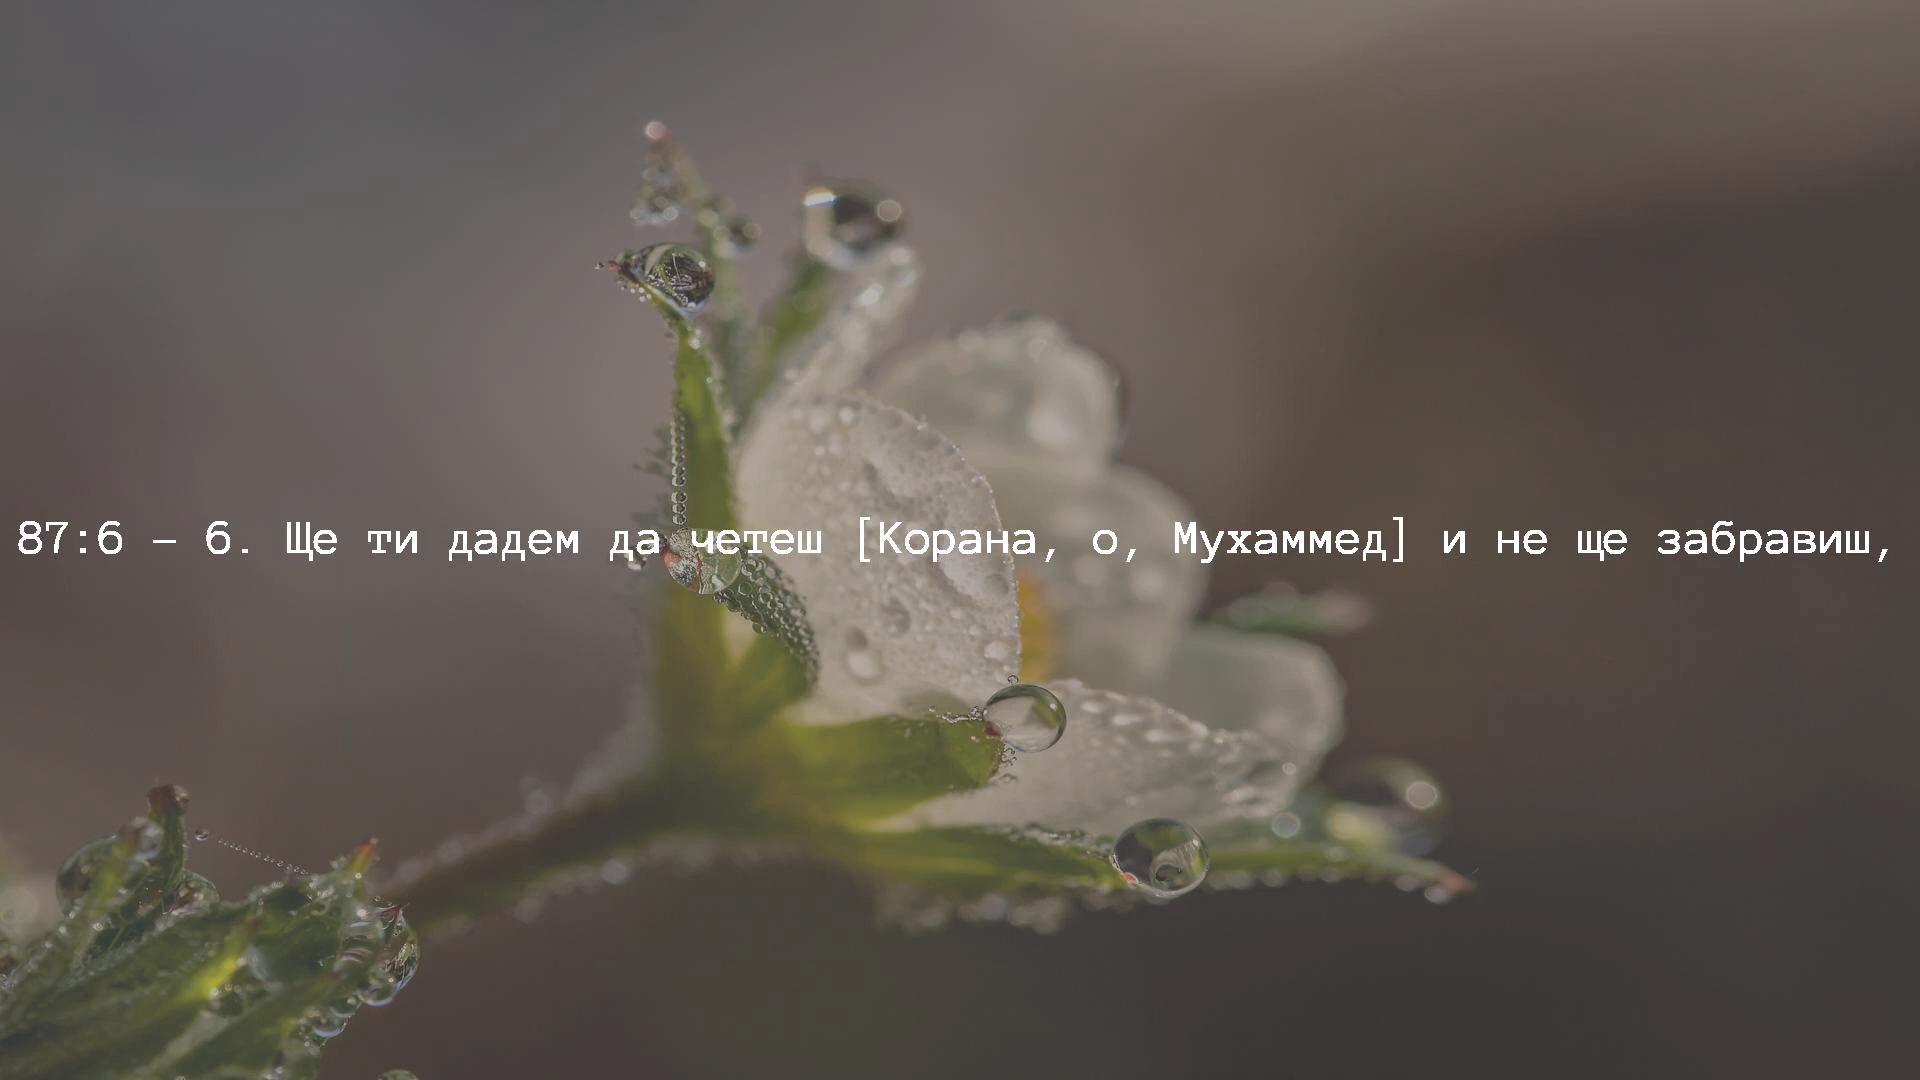 87:6 – 6. Ще ти дадем да четеш [Корана, о, Мухаммед] и не ще забравиш,